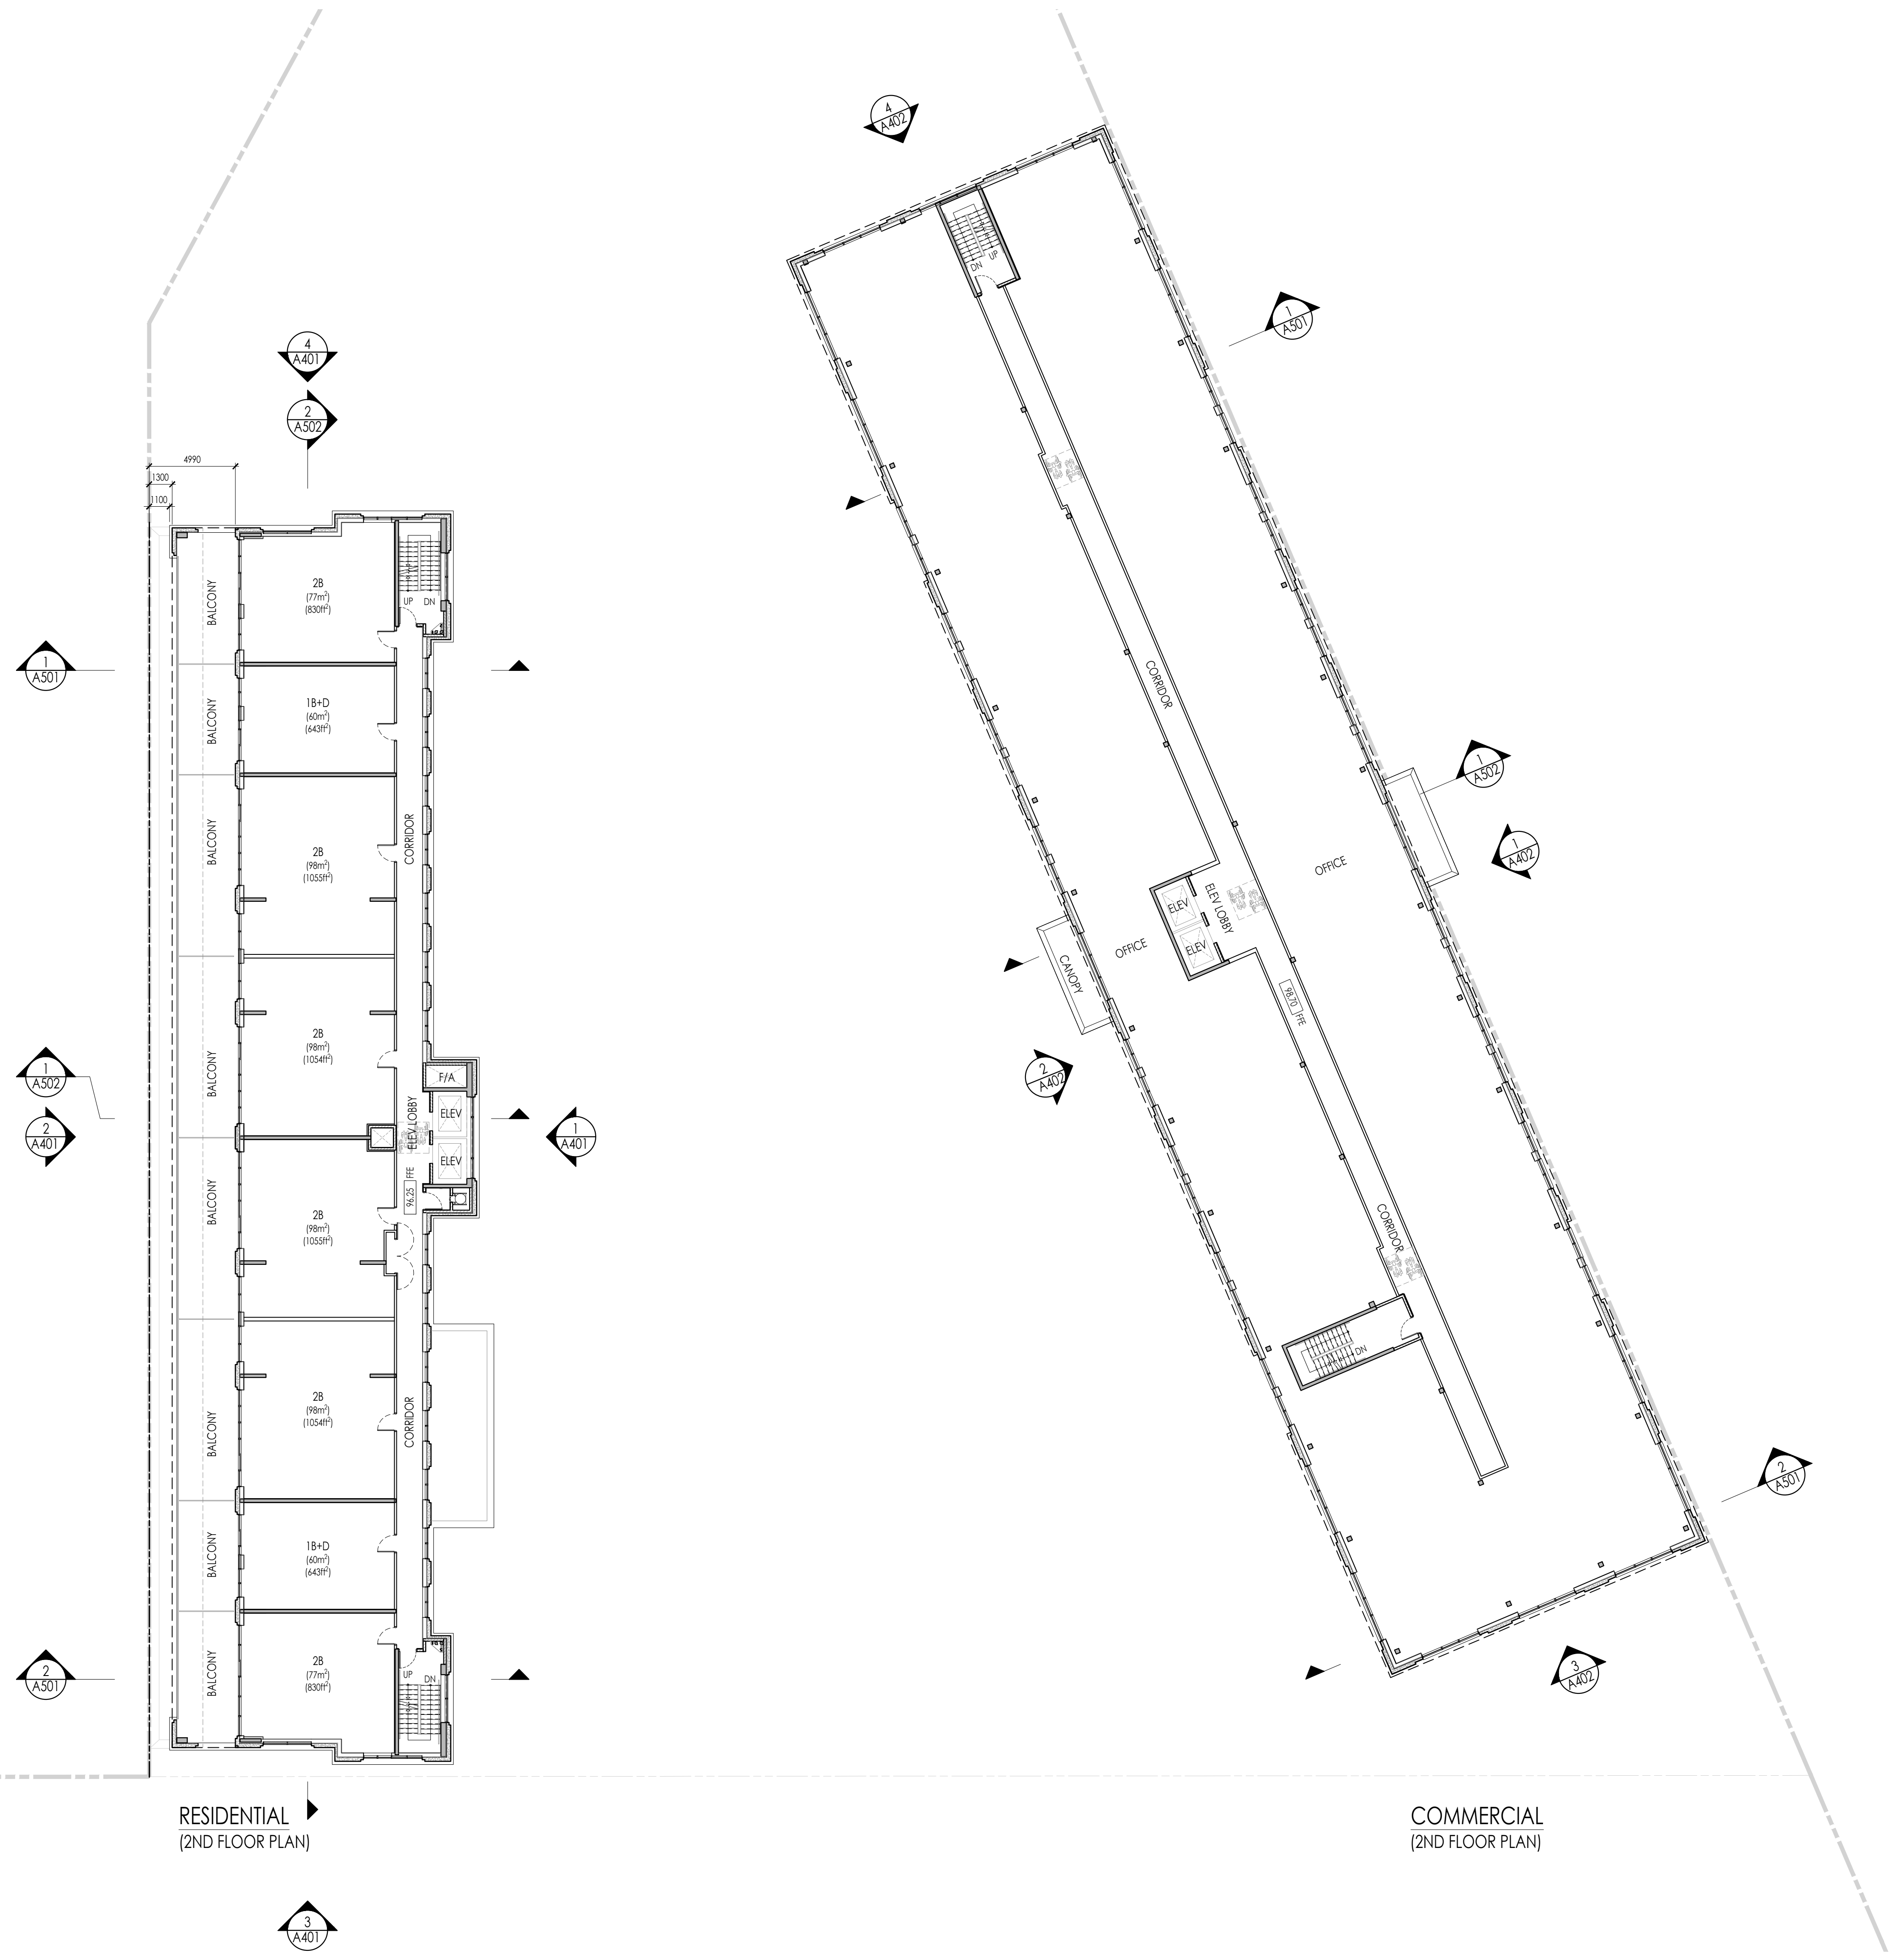 4
A401
2
A502
4990
1300
1100
BALCONY
2B
(77m²)
(830ft²)
UP
DN
1
A501
BALCONY
1B+D
(60m²)
(643ft²)
BALCONY
2B
(98m²)
(1055ft²)
CORRIDOR
BALCONY
2B
(98m²)
(1054ft²)
1
A502
F/A
ELEV
ELEV LOBBY
2
A401
ELEV
1
A401
BALCONY
2B
(98m²)
(1055ft²)
96.25
FFE
BALCONY
2B
(98m²)
(1054ft²)
CORRIDOR
BALCONY
1B+D
(60m²)
(643ft²)
2
A501
BALCONY
2B
(77m²)
(830ft²)
UP
DN
RESIDENTIAL
(2ND FLOOR PLAN)
3
A401
4
A402
DN
UP
1
A501
CORRIDOR
1
A502
1
A402
OFFICE
ELEV
ELEV LOBBY
ELEV
OFFICE
CANOPY
98.70
FFE
2
A402
CORRIDOR
DN
2
A501
3
A402
COMMERCIAL
(2ND FLOOR PLAN)